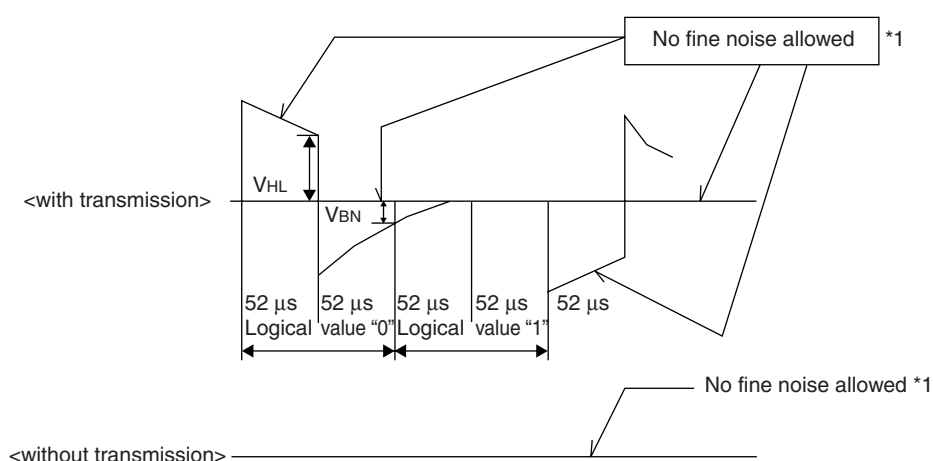 No fine noise allowed *1
VHL
<with transmission>
VBN
52 µs 52 µs 52 µs 52 µs 52 µs
Logical value “0” Logical value “1”
No fine noise allowed *1
<without transmission>